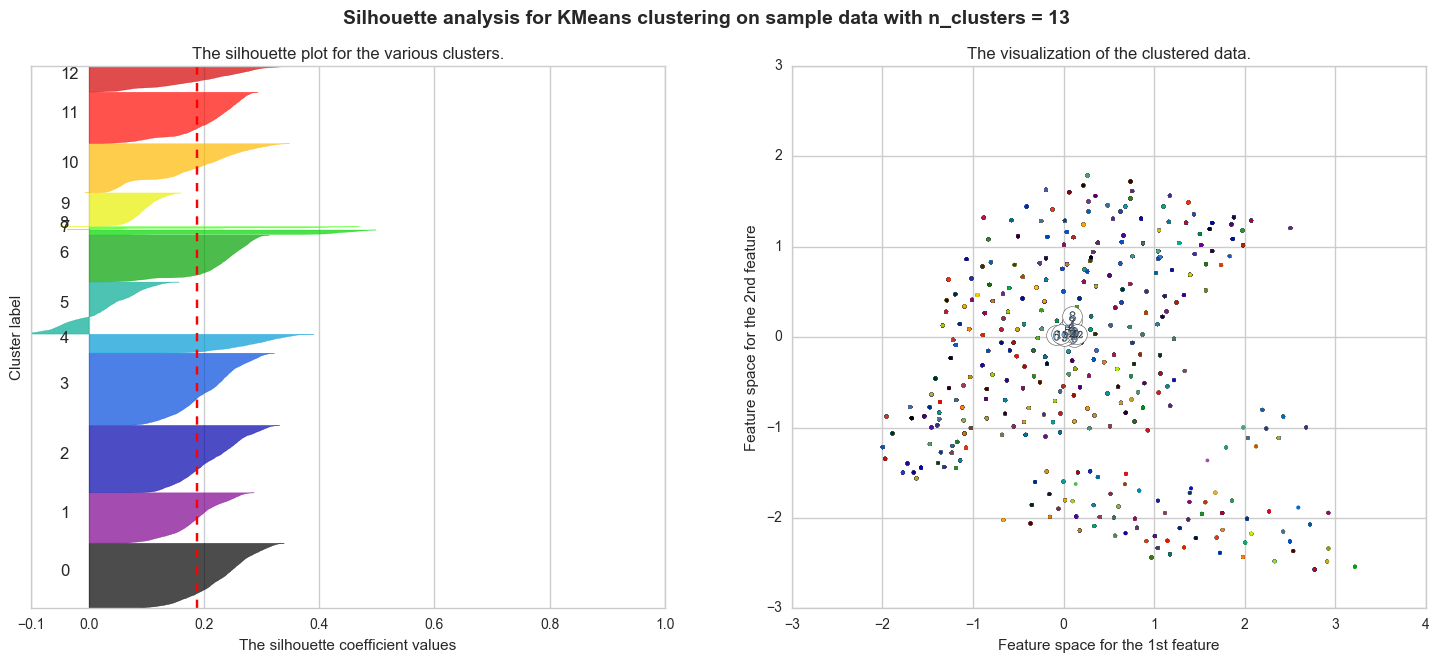 Silhouette analysis for KMeans clustering on sample data with n_clusters = 13
The silhouette plot for the various clusters.
12
11
10
9
8
7
6
5
4
3
2
1
0
Cluster label
−0.1 0.0 0.2 0.4 0.6 0.8 1.0
The silhouette coefficient values
The visualization of the clustered data.
3
2
1
0
−1
−2
−3
Feature space for the 2nd feature
8
−3 −2 −1 0 1 2 3 4
Feature space for the 1st feature